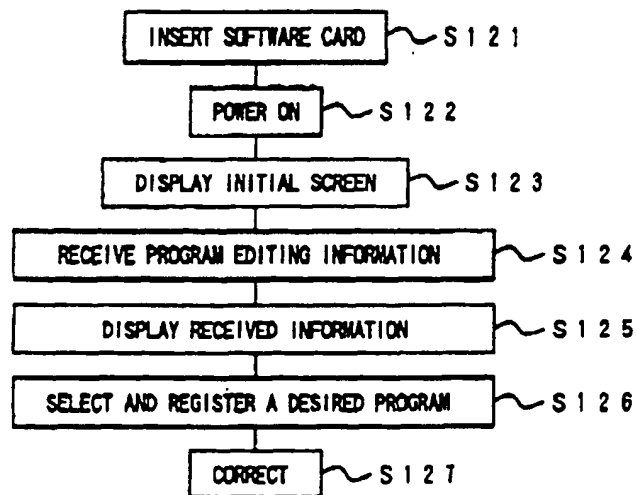 INSERT SOFTWARE CARD S121
POWER ON S122
DISPLAY INITIAL SCREEN S123
RECEIVE PROGRAM EDITING INFORMATION S124
DISPLAY RECEIVED INFORMATION S125
SELECT AND REGISTER A DESIRED PROGRAM S126
CORRECT S127